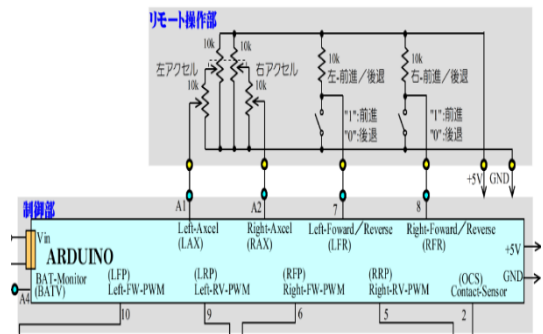 リモート操作部
10k
10k
左アクセル
右アクセル
10k
10k
10k
左-前進/後退
10k
右-前進/後退
"1":前進
"0":後退
"1":前進
"0":後退
+5V
GND
制御部
A1
A2
7
8
Vin
Left-Axcel
(LAX)
Right-Axcel
(RAX)
Left-Foward/Reverse
(LFR)
Right-Foward/Reverse
(RFR)
+5V
ARDUINO
GND
A4
BAT-Monitor
(BATV)
(LFP)
Left-FW-PWM
(LRP)
Left-RV-PWM
(RFP)
Right-FW-PWM
(RRP)
Right-RV-PWM
(OCS)
Contact-Sensor
10
9
6
5
2